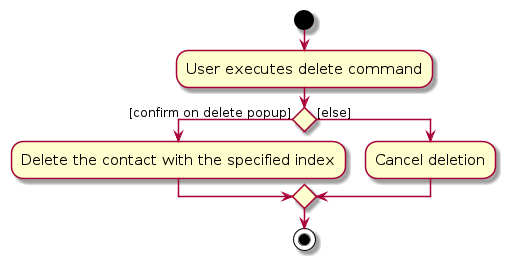 User executes delete command
[confirm on delete popup]
[else]
Delete the contact with the specified index
Cancel deletion